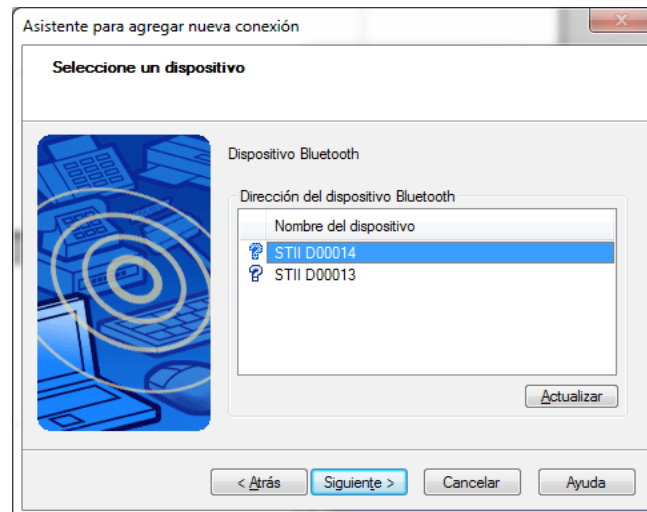 Asistente para agregar nueva conexión
Seleccione un dispositivo
Dispositivo Bluetooth
Dirección del dispositivo Bluetooth
Nombre del dispositivo
STII D00014
STII D00013
Actualizar
< Atrás Siguiente > Cancelar Ayuda